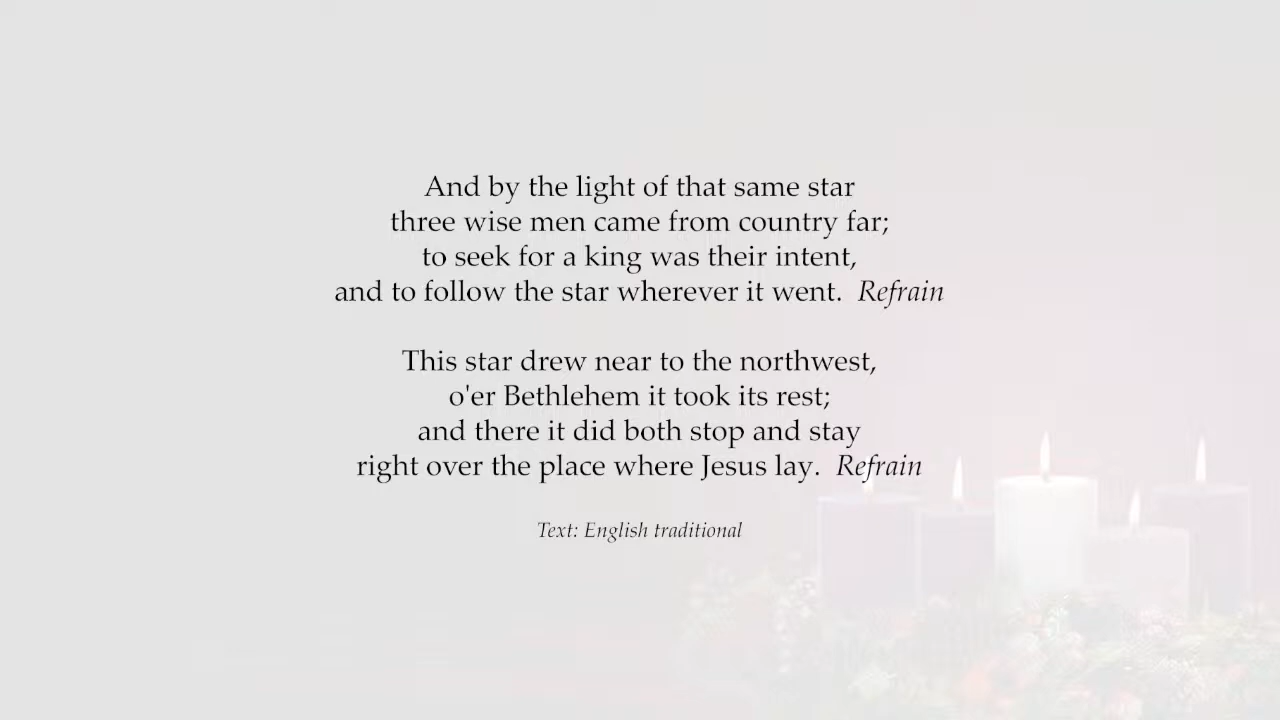 And by the light of that same star
three wise men came from country far;
to seek for a king was their intent,
and to follow the star wherever it went.  Refrain
This star drew near to the northwest,
o'er Bethlehem it took its rest;
and there it did both stop and stay
right over the place where Jesus lay.  Refrain
Text: English traditional